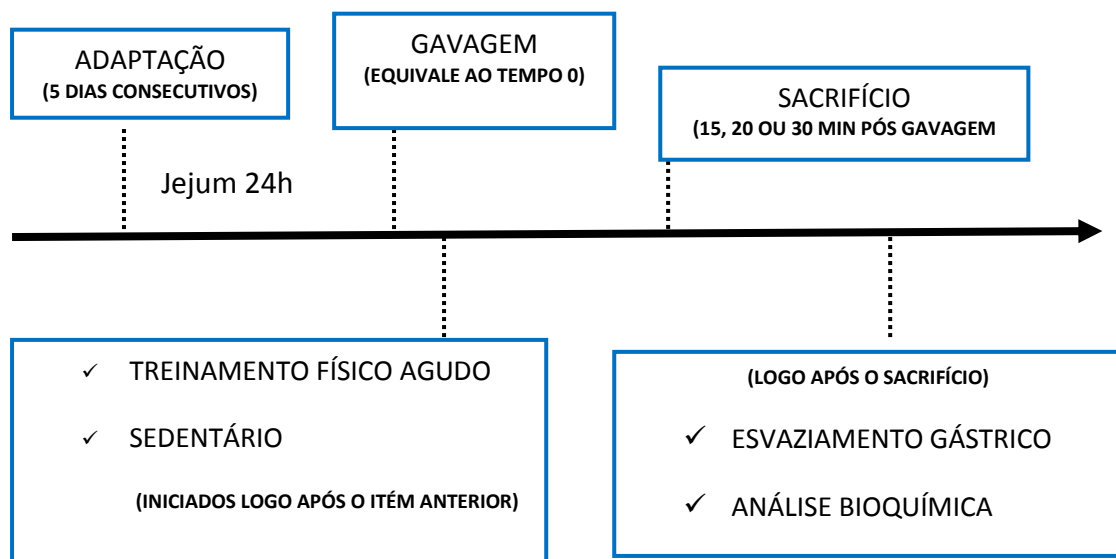 ADAPTAÇÃO
(5 DIAS CONSECUTIVOS)
GAVAGEM
(EQUIVALE AO TEMPO 0)
SACRIFÍCIO
(15, 20 OU 30 MIN PÓS GAVAGEM
Jejum 24h
✓ TREINAMENTO FÍSICO AGUDO
✓ SEDENTÁRIO
(INICIADOS LOGO APÓS O ITÉM ANTERIOR)
(LOGO APÓS O SACRIFÍCIO)
✓ ESVAZIAMENTO GÁSTRICO
✓ ANÁLISE BIOQUÍMICA